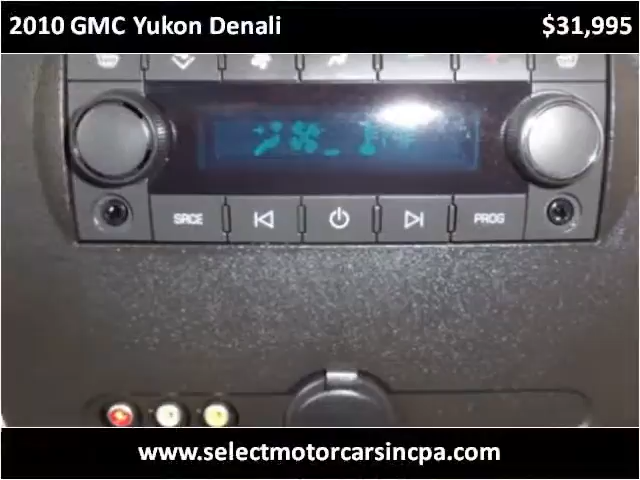 2010 GMC Yukon Denali $31,995
SRCE PROG
www.selectmotorcarsincpa.com